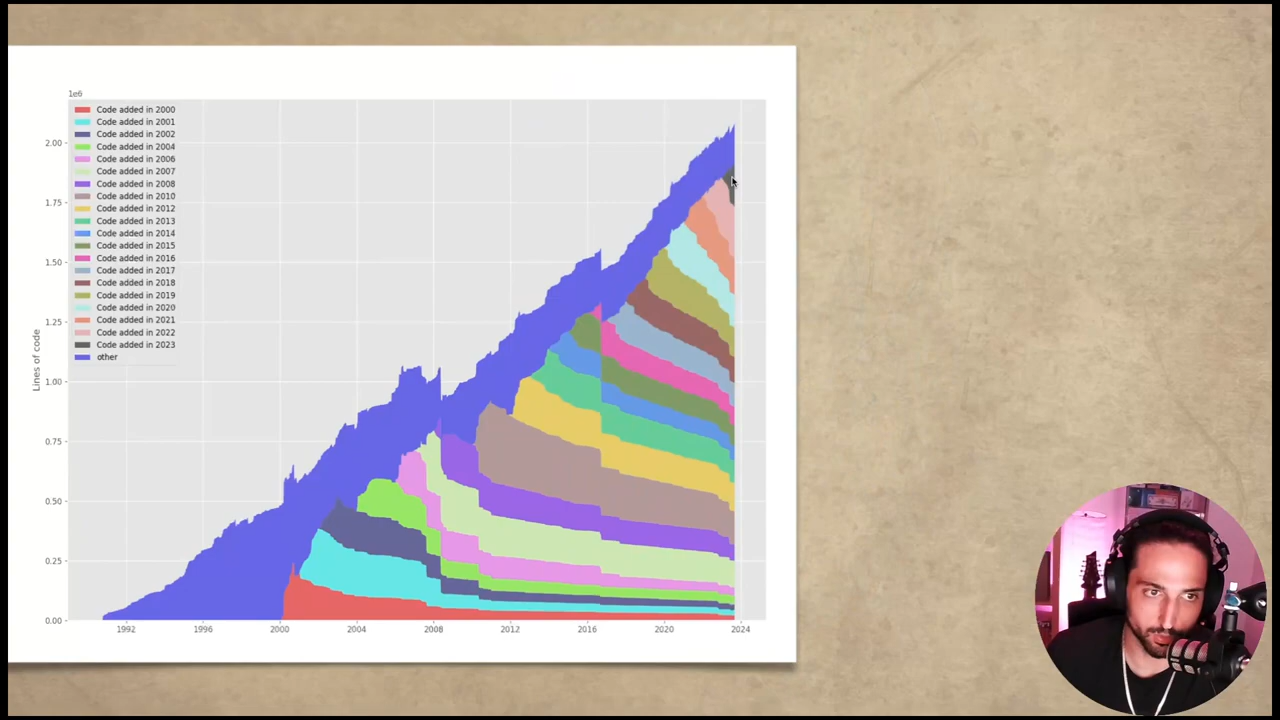 1e6
Code added in 2000
Code added in 2001
Code added in 2002
Code added in 2004
Code added in 2006
Code added in 2007
Code added in 2008
Code added in 2010
Code added in 2012
Code added in 2013
Code added in 2014
Code added in 2015
Code added in 2016
Code added in 2017
Code added in 2018
Code added in 2019
Code added in 2020
Code added in 2021
Code added in 2022
Code added in 2023
other
2.00
1.75
1.50
1.25
1.00
0.75
0.50
0.25
0.00
Lines of code
1992 1996 2000 2004 2008 2012 2016 2020 2024